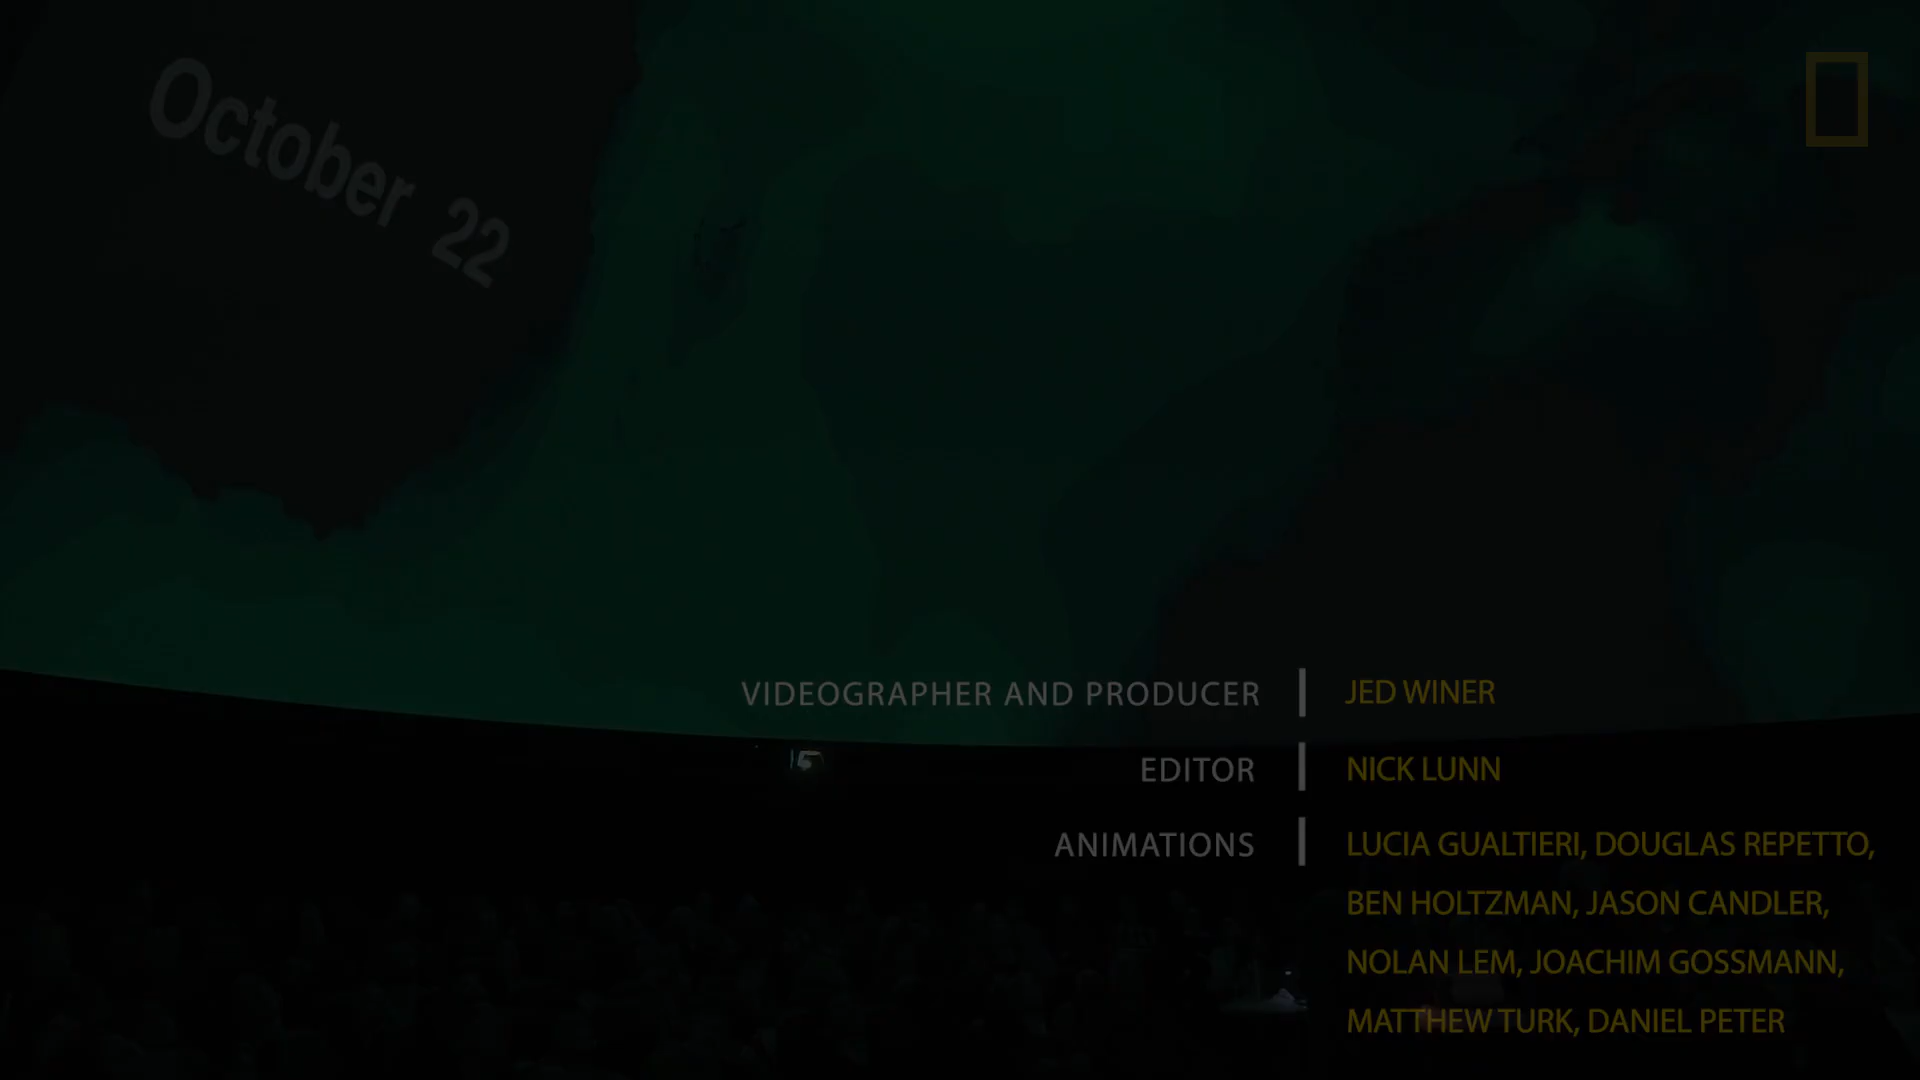 October 22
VIDEOGRAPHER AND PRODUCER | JED WINER
EDITOR | NICK LUNN
ANIMATIONS | LUCIA GUALTIERI, DOUGLAS REPETTO,
BEN HOLTZMAN, JASON CANDLER,
NOLAN LEM, JOACHIM GOSSMANN,
MATTHEW TURK, DANIEL PETER